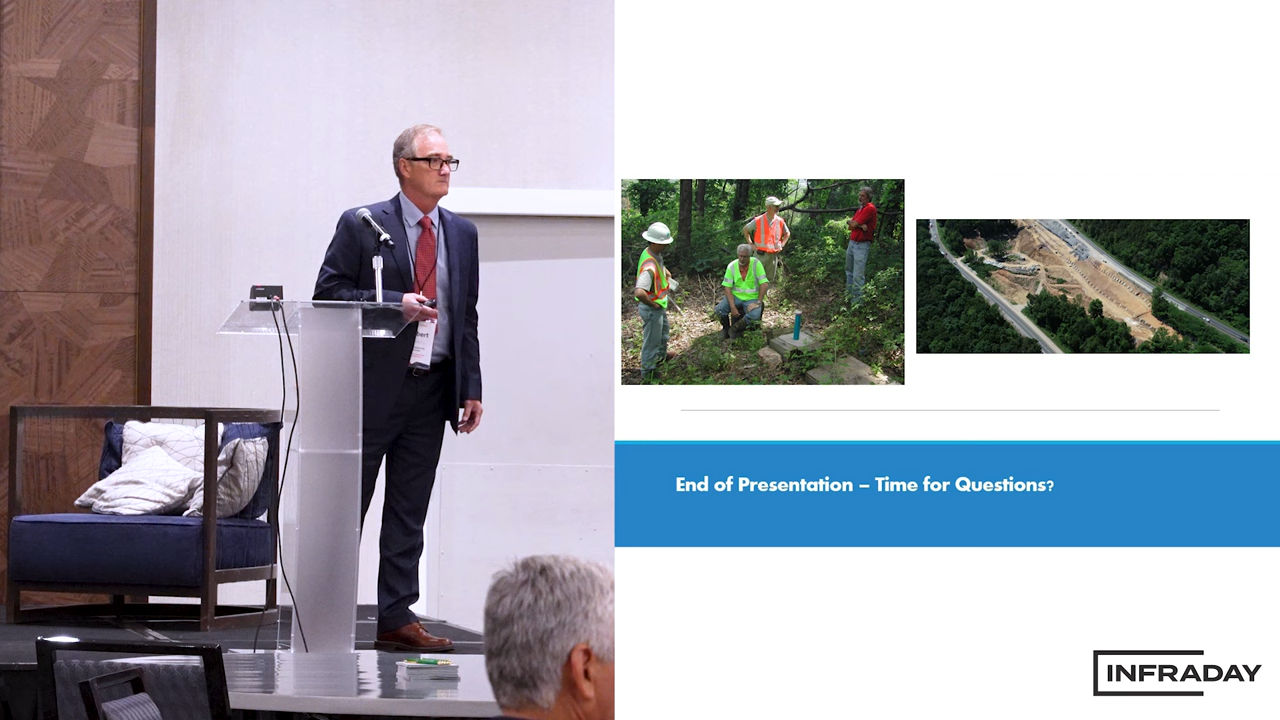 End of Presentation – Time for Questions?
INFRADAY